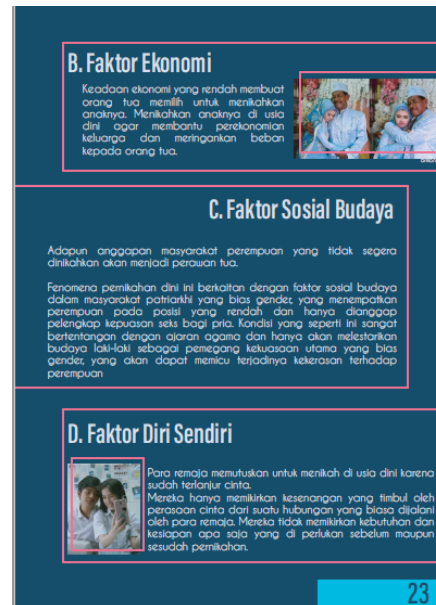 B. Faktor Ekonomi
Keadaan ekonomi yang rendah membuat
orang tua memilih untuk menikahkan
anaknya. Menikahkan anaknya di usia
dini agar membantu perekonomian
keluarga dan meringankan beban
kepada orang tua.
C. Faktor Sosial Budaya
Adapun anggapan masyarakat perempuan yang tidak segera
dinikahkan akan menjadi perawan tua.
Fenomena pernikahan dini ini berkaitan dengan faktor sosial budaya
dalam masyarakat patriarkhi yang bias gender, yang menempatkan
perempuan pada posisi yang rendah dan hanya dianggap
pelengkap kepuasan seks bagi pria. Kondisi yang seperti ini sangat
bertentangan dengan ajaran agama dan hanya akan melestarikan
budaya laki-laki sebagai pemegang kekuasaan utama yang bias
gender, yang akan dapat memicu terjadinya kekerasan terhadap
perempuan
D. Faktor Diri Sendiri
Para remaja memutuskan untuk menikah di usia dini karena
sudah terlanjur cinta.
Mereka hanya memikirkan kesenangan yang timbul oleh
perasaan cinta dari suatu hubungan yang biasa dijalani
oleh para remaja. Mereka tidak memikirkan kebutuhan dan
kesiapan apa saja yang di perlukan sebelum maupun
sesudah pernikahan.
23